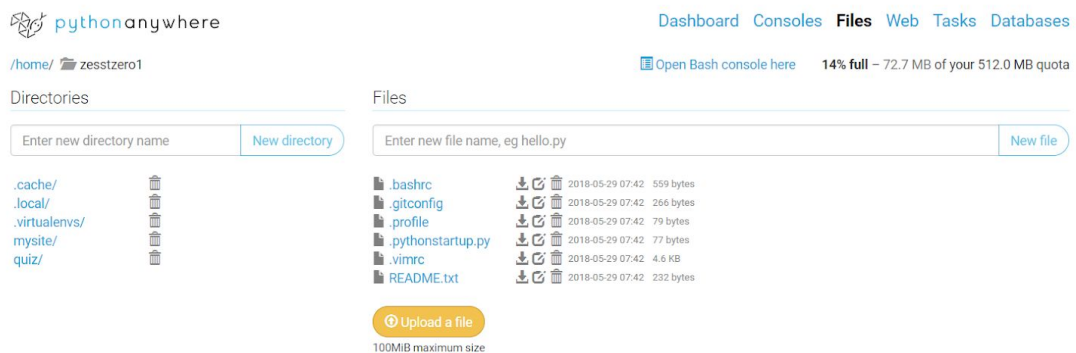 pythonanywhere
Dashboard Consoles Files Web Tasks Databases
/home/ zesstzero1
Open Bash console here 14% full – 72.7 MB of your 512.0 MB quota
Directories
Enter new directory name New directory
.cache/
.local/
.virtualenvs/
mysite/
quiz/
Files
Enter new file name, eg hello.py New file
.bashrc 2018-05-29 07:42 559 bytes
.gitconfig 2018-05-29 07:42 266 bytes
.profile 2018-05-29 07:42 79 bytes
.pythonstartup.py 2018-05-29 07:42 77 bytes
.vimrc 2018-05-29 07:42 4.6 KB
README.txt 2018-05-29 07:42 232 bytes
Upload a file
100MiB maximum size